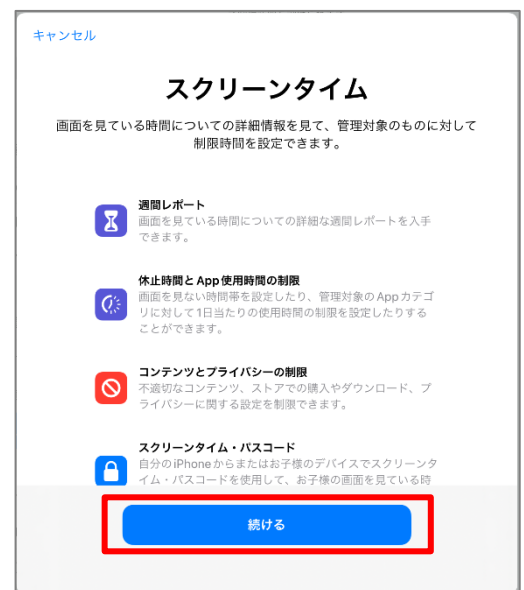 キャンセル
スクリーンタイム
画面を見ている時間についての詳細情報を見て、管理対象のものに対して
制限時間を設定できます。
週間レポート
画面を見ている時間についての詳細な週間レポートを入手
できます。
休止時間とApp使用時間の制限
画面を見ない時間帯を設定したり、管理対象のAppカテゴ
リに対して1日当たりの使用時間の制限を設定したりする
ことができます。
コンテンツとプライバシーの制限
不適切なコンテンツ、ストアでの購入やダウンロード、プ
ライバシーに関する設定を制限できます。
スクリーンタイム・パスコード
自分のiPhoneからまたはお子様のデバイスでスクリーンタ
イム・パスコードを使用して、お子様の画面を見ている時
続ける